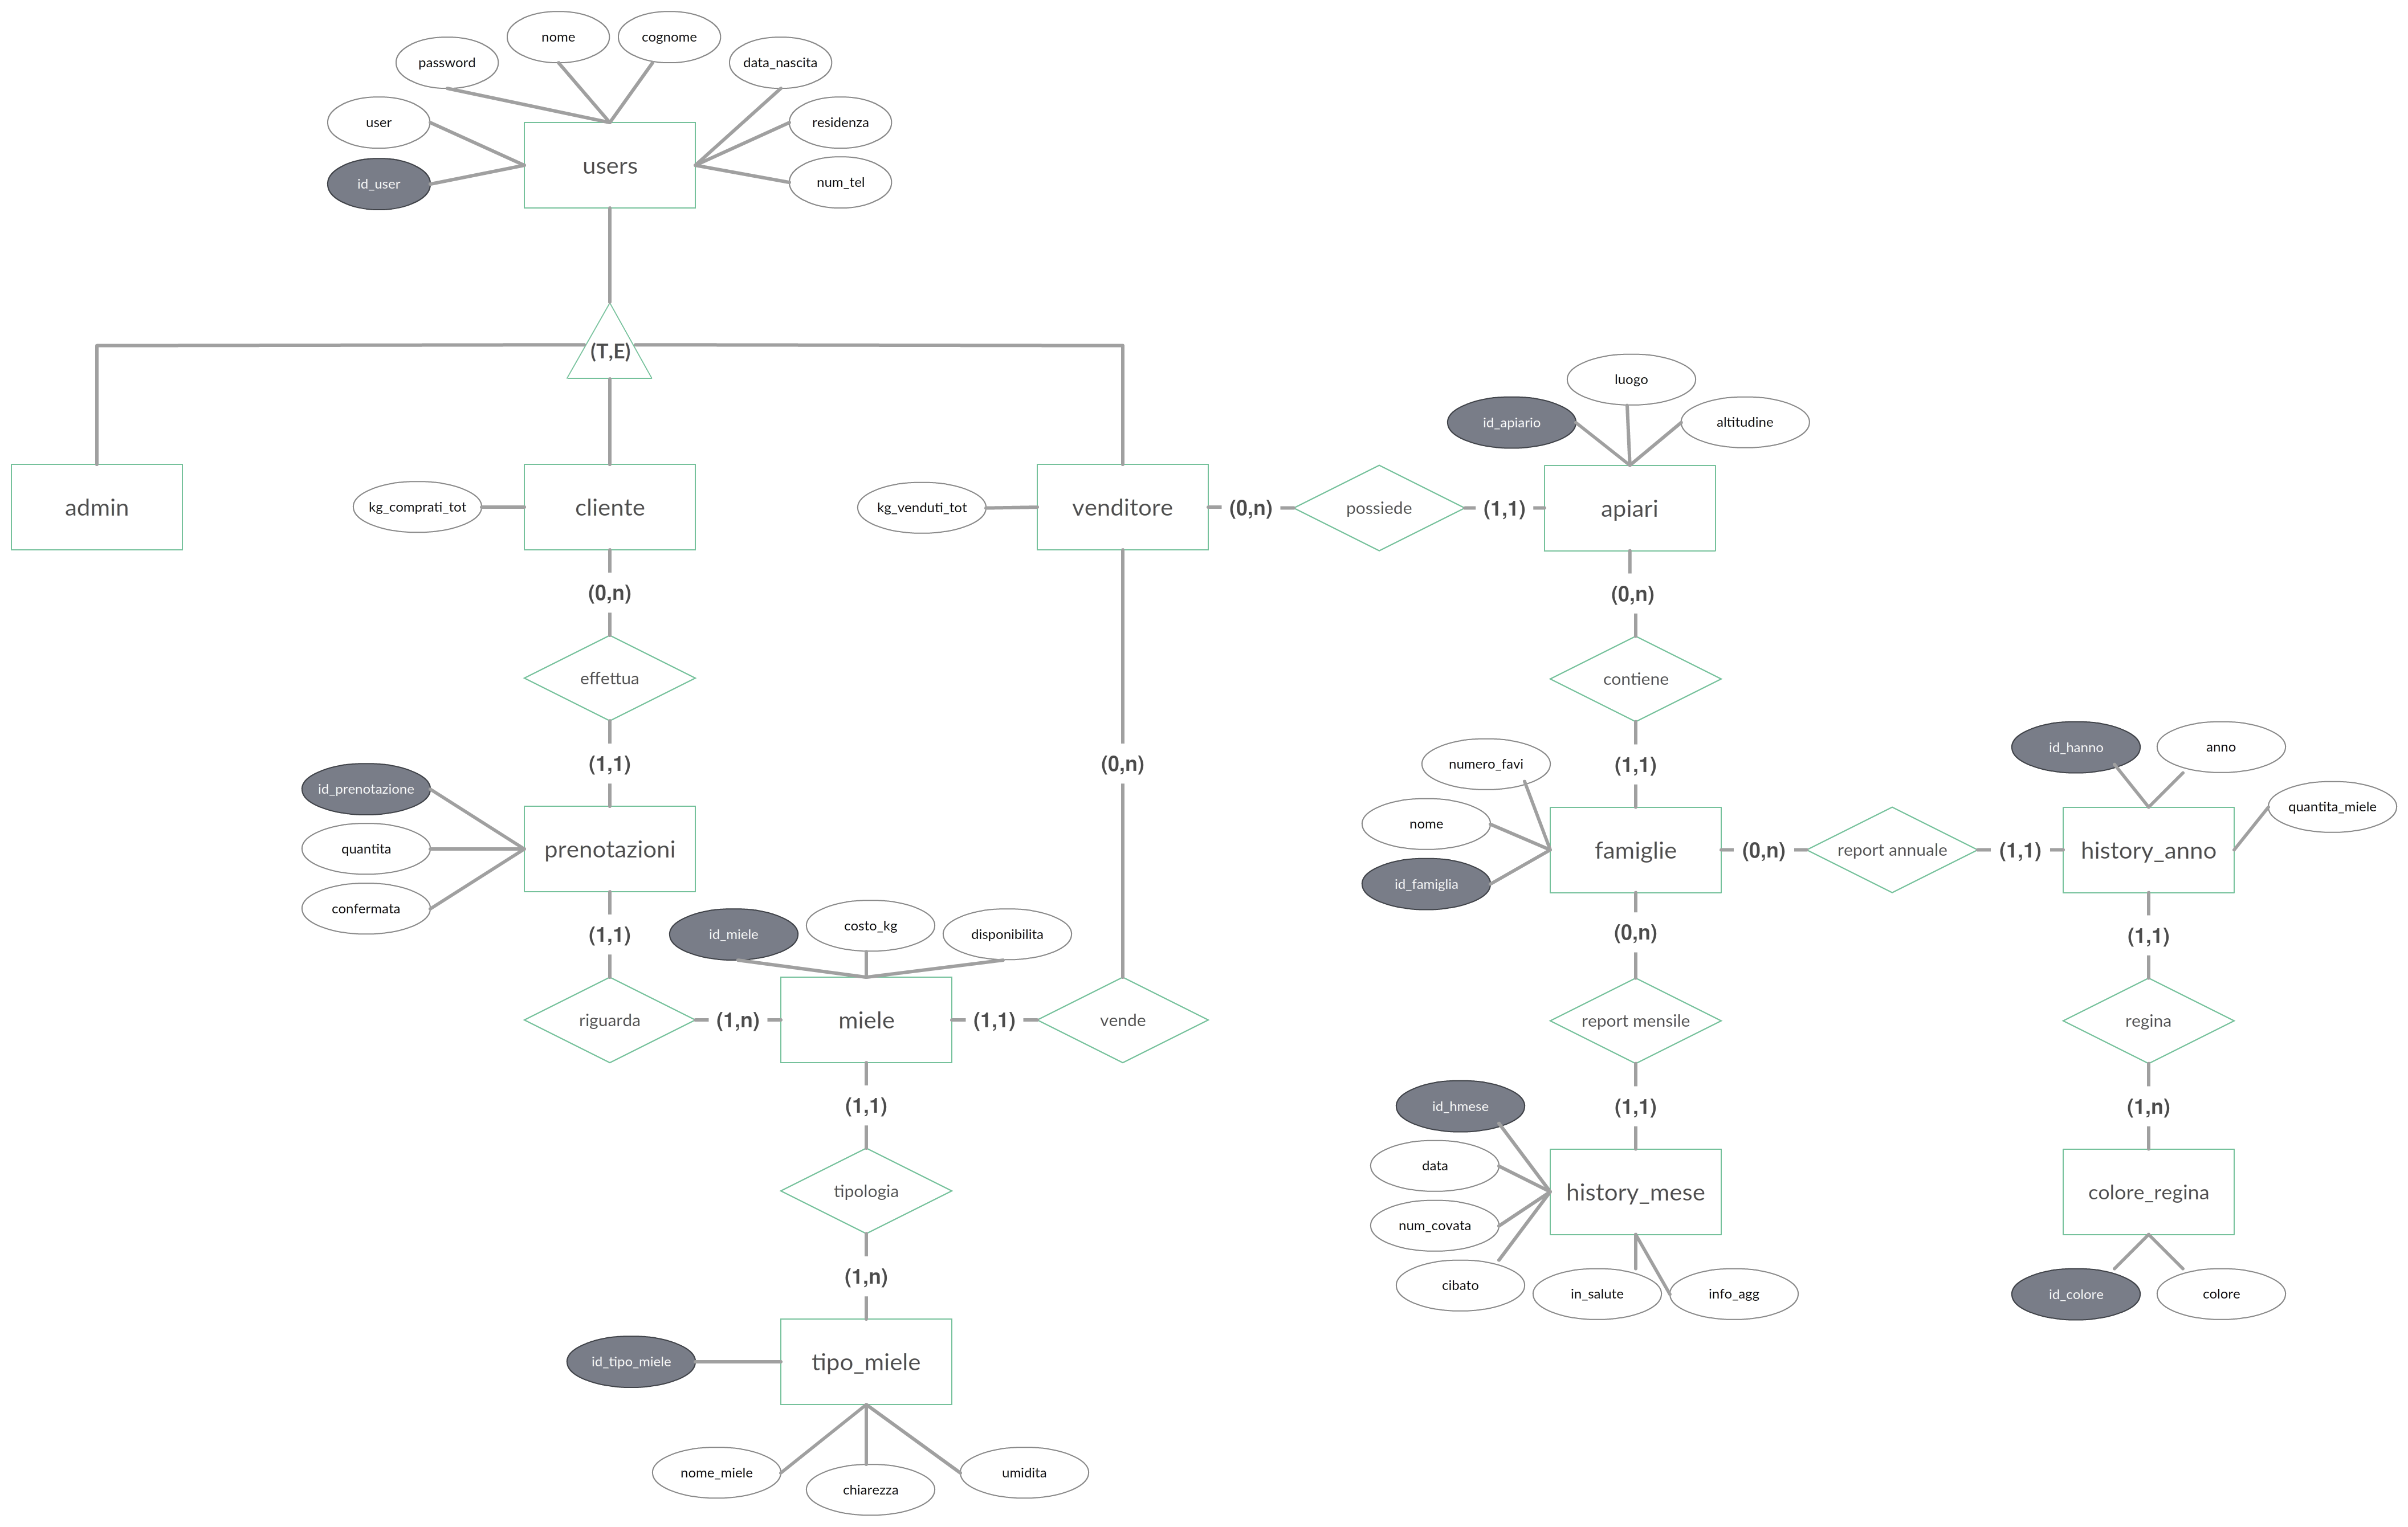 nome
cognome
password
data_nascita
user
residenza
id_user
users
num_tel
(T,E)
luogo
id_apiario
altitudine
admin
kg_comprati_tot
cliente
kg_venduti_tot
venditore
(0,n)
possiede
(1,1)
apiari
(0,n)
(0,n)
effettua
contiene
(1,1)
(0,n)
(1,1)
numero_favi
id_hanno
anno
id_prenotazione
quantita
confermata
prenotazioni
nome
id_famiglia
famiglie
(0,n)
report annuale
(1,1)
history_anno
quantita_miele
(1,1)
id_miele
costo_kg
disponibilita
(0,n)
(1,1)
riguarda
(1,n)
miele
(1,1)
vende
report mensile
regina
(1,1)
id_hmese
(1,1)
(1,n)
tipologia
data
num_covata
cibato
history_mese
colore_regina
(1,n)
in_salute
info_agg
id_colore
colore
id_tipo_miele
tipo_miele
nome_miele
chiarezza
umidita